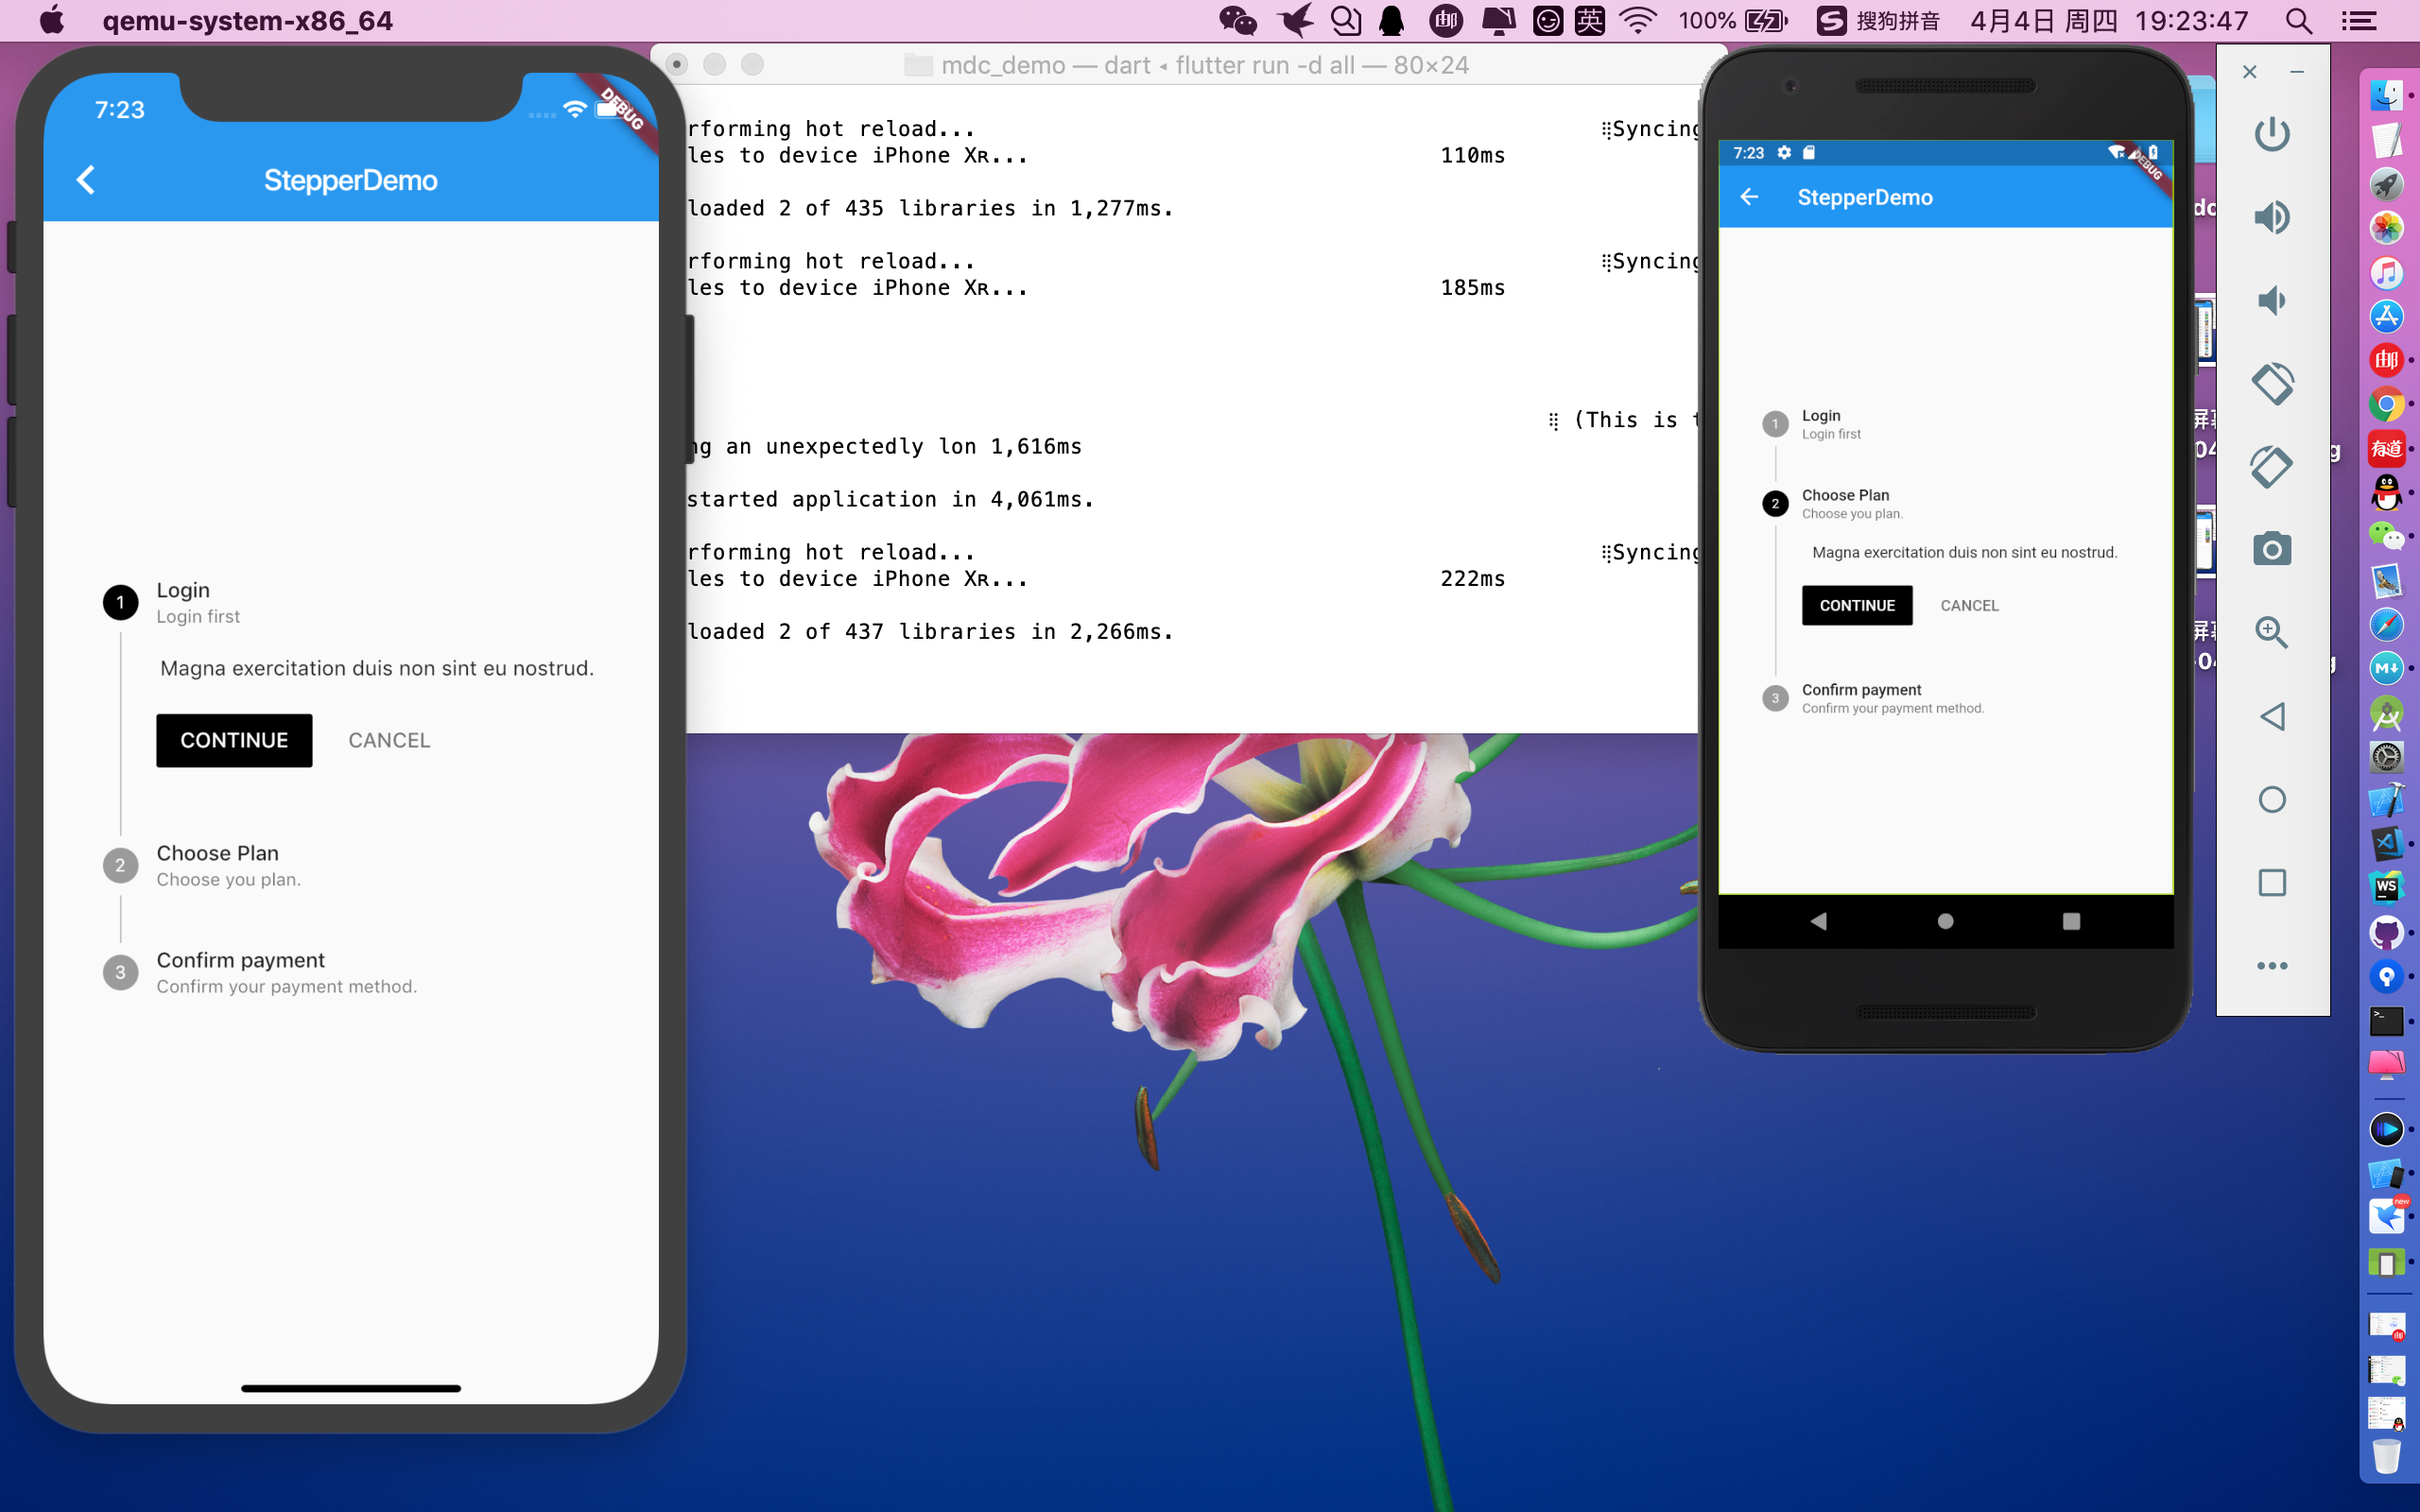 qemu-system-x86_64
100%
搜狗拼音
4月4日 周四 19:23:47
邮
英
mdc_demo — dart ◂ flutter run -d all — 80×24
7:23
DEBUG
StepperDemo
1
Login
Login first
Magna exercitation duis non sint eu nostrud.
CONTINUE
CANCEL
2
Choose Plan
Choose you plan.
3
Confirm payment
Confirm your payment method.
rforming hot reload... ⣿Syncing
les to device iPhone Xʀ... 110ms
loaded 2 of 435 libraries in 1,277ms.
rforming hot reload... ⣿Syncing
les to device iPhone Xʀ... 185ms
(This is t
ng an unexpectedly lon 1,616ms
started application in 4,061ms.
rforming hot reload... ⣿Syncing
les to device iPhone Xʀ... 222ms
loaded 2 of 437 libraries in 2,266ms.
7:23
DEBUG
StepperDemo
1
Login
Login first
2
Choose Plan
Choose you plan.
Magna exercitation duis non sint eu nostrud.
CONTINUE
CANCEL
3
Confirm payment
Confirm your payment method.
邮
有道
M
WS
new